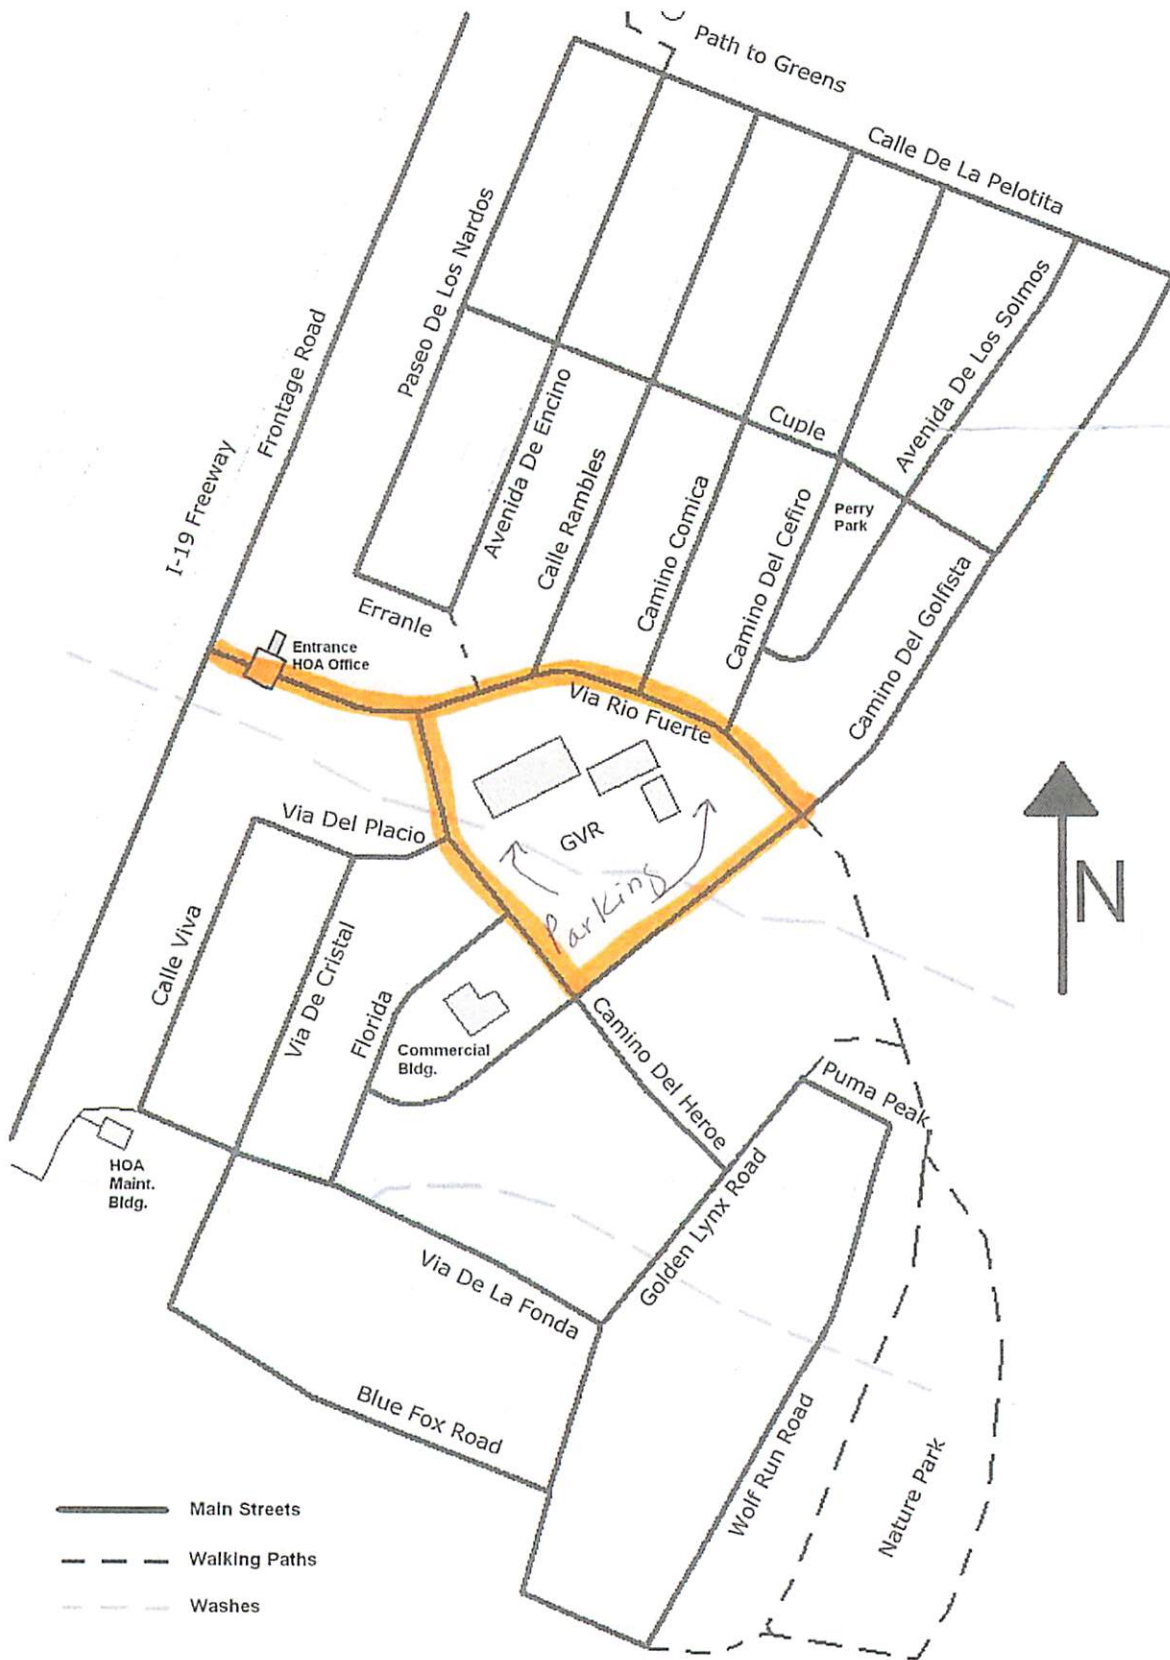 Path to Greens
Calle De La Pelotita
Paseo De Los Nardos
Frontage Road
I-19 Freeway
Avenida De Encino
Calle Rambles
Camino Comica
Cuple
Avenida De Los Solmos
Perry
Park
Camino Del Cefiro
Camino Del Golfista
Erranle
Entrance
HOA Office
Via Rio Fuerte
GVR
Parking
N
Via Del Placio
Calle Viva
Via De Cristal
Florida
Commercial
Bldg.
Camino Del Heroe
Puma Peak
HOA
Maint.
Bldg.
Golden Lynx Road
Via De La Fonda
Blue Fox Road
Wolf Run Road
Nature Park
Main Streets
Walking Paths
Washes